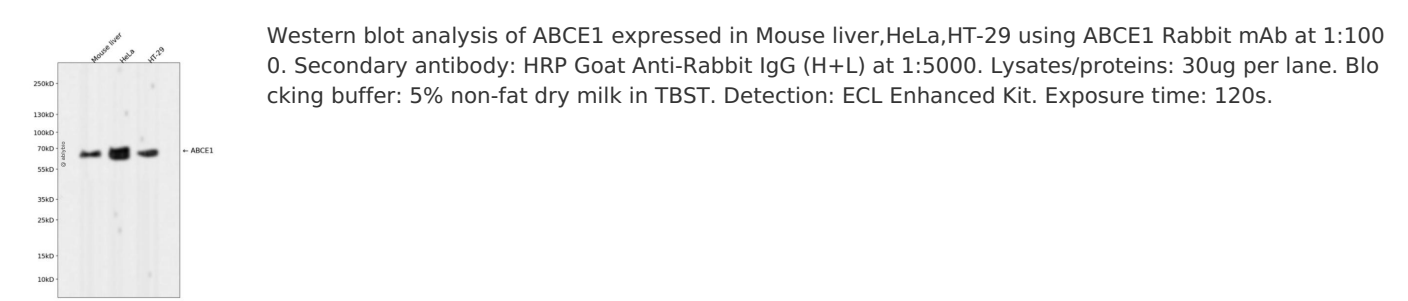 Mouse liver
HeLa
HT-29
250kD
130kD
100kD
70kD
55kD
35kD
25kD
15kD
10kD
← ABCE1
Western blot analysis of ABCE1 expressed in Mouse liver,HeLa,HT-29 using ABCE1 Rabbit mAb at 1:100
0. Secondary antibody: HRP Goat Anti-Rabbit IgG (H+L) at 1:5000. Lysates/proteins: 30ug per lane. Blo
cking buffer: 5% non-fat dry milk in TBST. Detection: ECL Enhanced Kit. Exposure time: 120s.